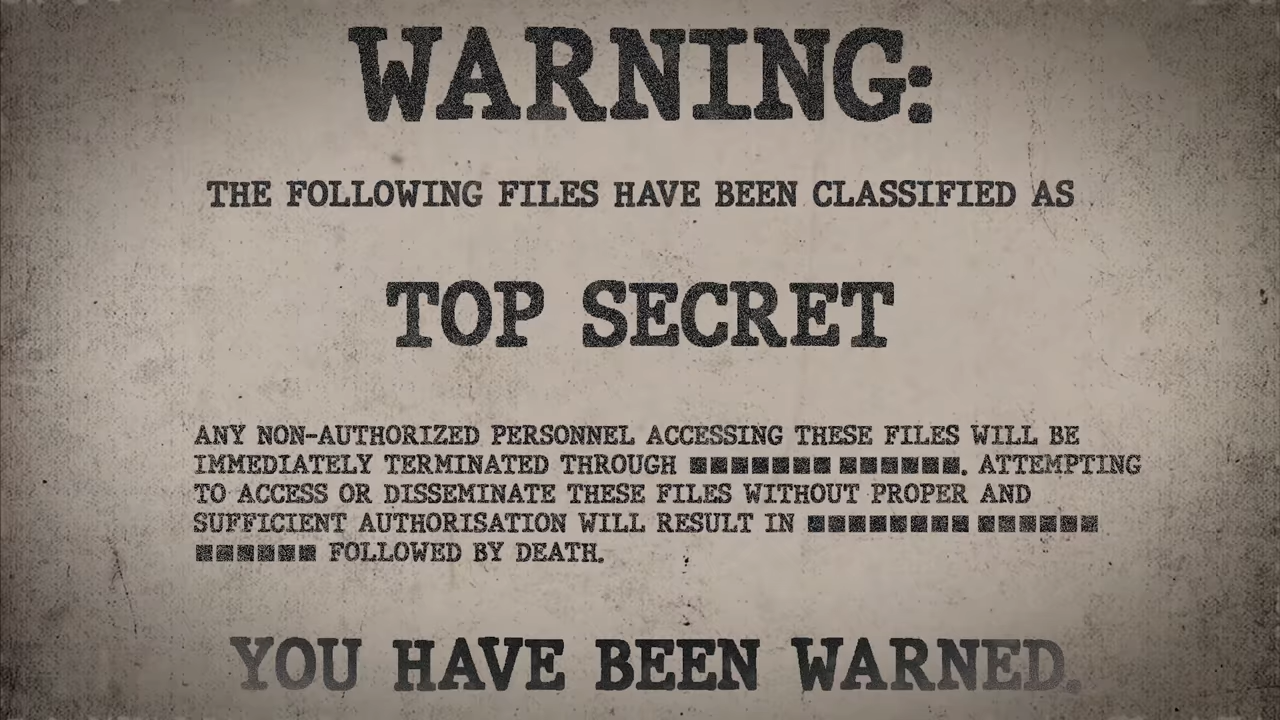 WARNING:
THE FOLLOWING FILES HAVE BEEN CLASSIFIED AS
TOP SECRET
ANY NON-AUTHORIZED PERSONNEL ACCESSING THESE FILES WILL BE
IMMEDIATELY TERMINATED THROUGH ■■■■■■■ ■■■■■■. ATTEMPTING
TO ACCESS OR DISSEMINATE THESE FILES WITHOUT PROPER AND
SUFFICIENT AUTHORISATION WILL RESULT IN ■■■■■■■■ ■■■■■■
■■■■■■ FOLLOWED BY DEATH.
YOU HAVE BEEN WARNED.